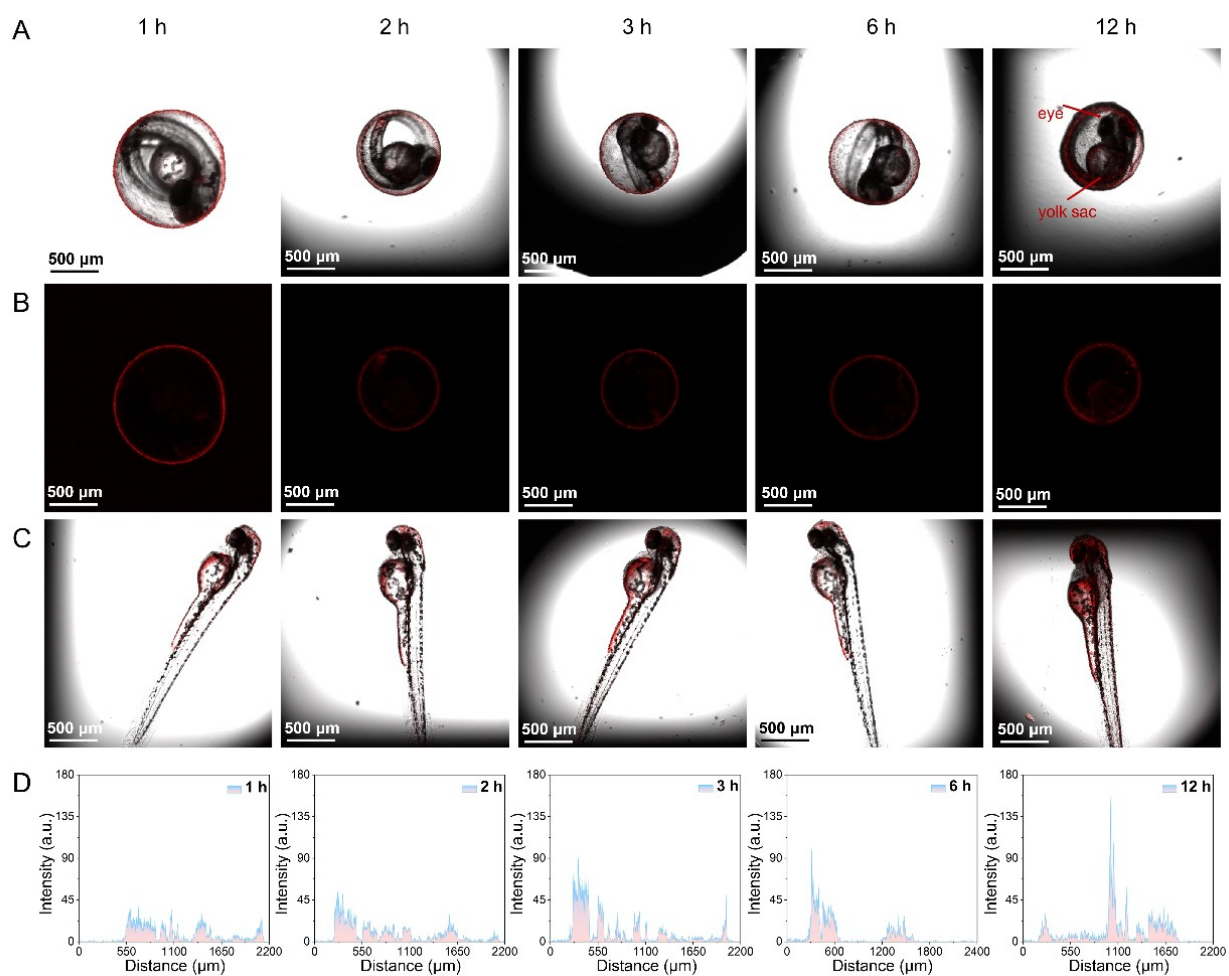 A 1 h 2 h 3 h 6 h 12 h
eye
yolk sac
500 µm 500 µm 500 µm 500 µm 500 µm
B
500 µm 500 µm 500 µm 500 µm 500 µm
C
500 µm 500 µm 500 µm 500 µm 500 µm
D
180 180 180 180 180
1 h 2 h 3 h 6 h 12 h
135 135 135 135 135
90 90 90 90 90
45 45 45 45 45
0 0 0 0 0
Intensity (a.u.) Intensity (a.u.) Intensity (a.u.) Intensity (a.u.) Intensity (a.u.)
0 550 1100 1650 2200 0 550 1100 1650 2200 0 550 1100 1650 2200 0 600 1200 1800 2400 0 550 1100 1650 2200
Distance (µm) Distance (µm) Distance (µm) Distance (µm) Distance (µm)